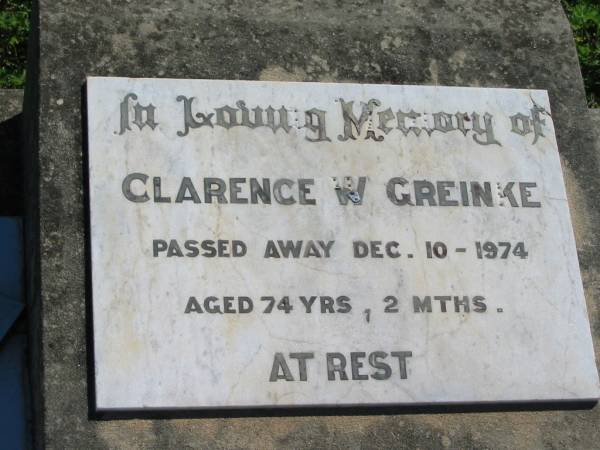 In Loving Memory of
CLARENCE W GREINKE
PASSED AWAY DEC. 10 - 1974
AGED 74 YRS, 2 MTHS.
AT REST